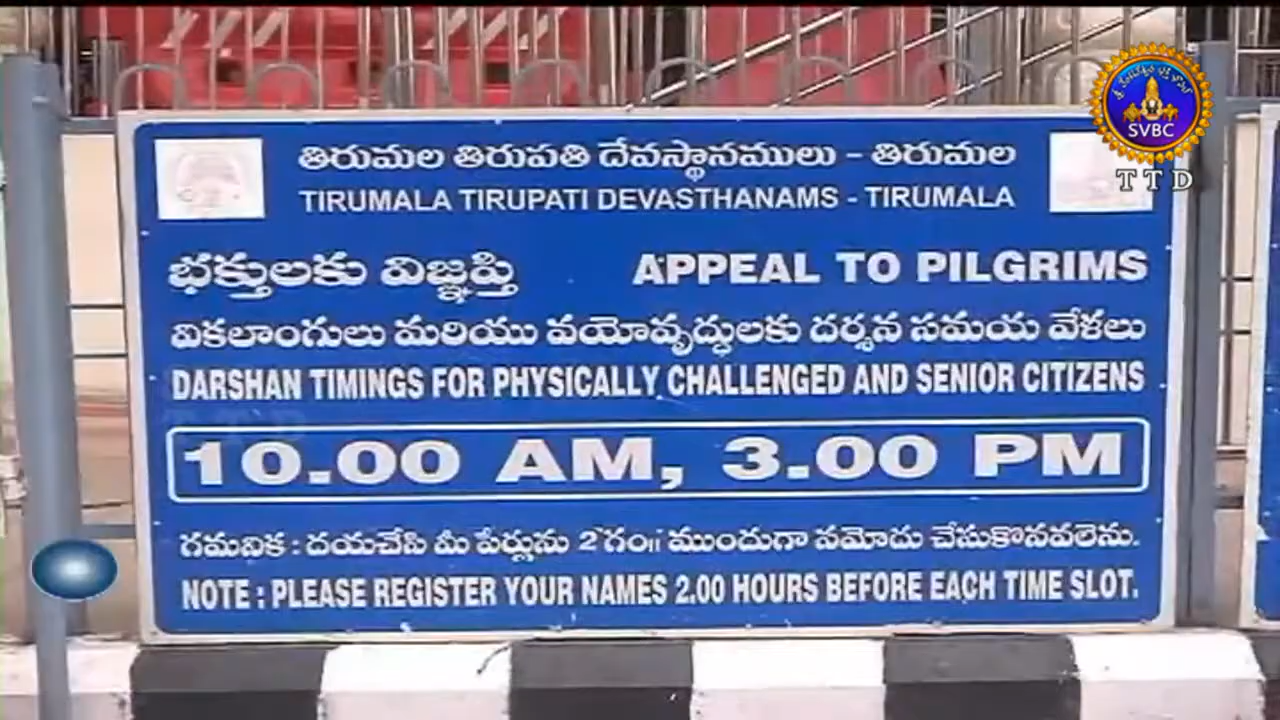 తిరుమల తిరుపతి దేవస్థానములు - తిరుమల
TIRUMALA TIRUPATI DEVASTHANAMS - TIRUMALA
భక్తులకు విజ్ఞప్తి APPEAL TO PILGRIMS
వికలాంగులు మరియు వయోవృద్ధులకు దర్శన సమయ వేళలు
DARSHAN TIMINGS FOR PHYSICALLY CHALLENGED AND SENIOR CITIZENS
10.00 AM, 3.00 PM
గమనిక : దయచేసి మీ పేర్లును 2 గం॥ ముందుగా నమోదు చేసుకొనవలెను.
NOTE : PLEASE REGISTER YOUR NAMES 2.00 HOURS BEFORE EACH TIME SLOT.
SVBC
TTD